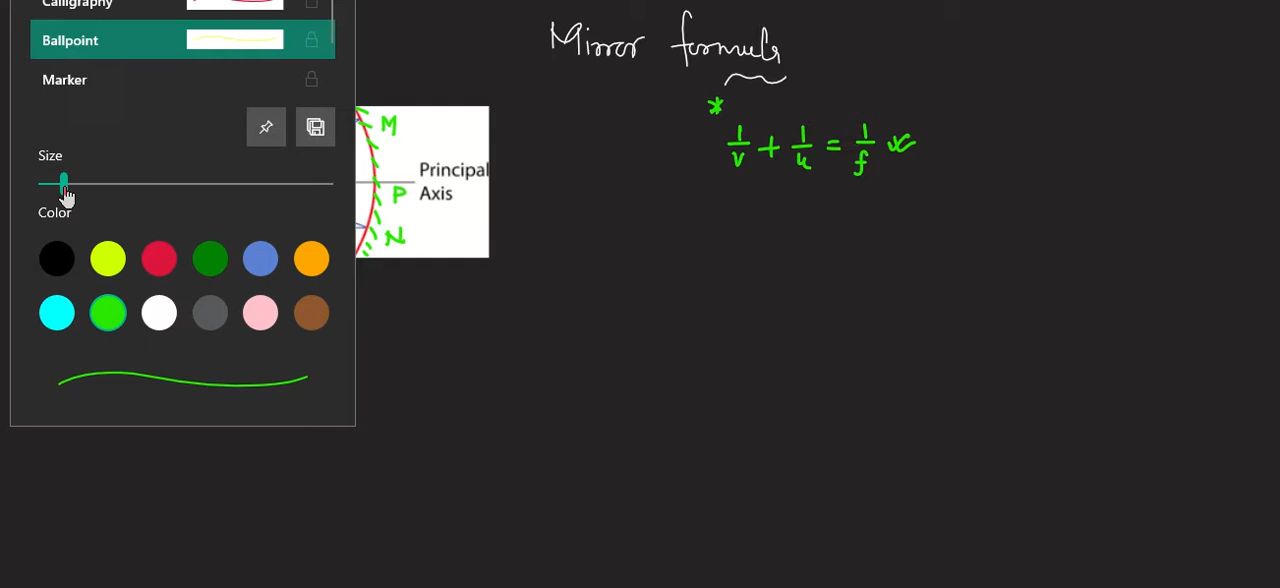 Calligraphy
Ballpoint
Marker
Size
Color
Mirror formula
*
1/v + 1/u = 1/f
M
Principal
P
Axis
N